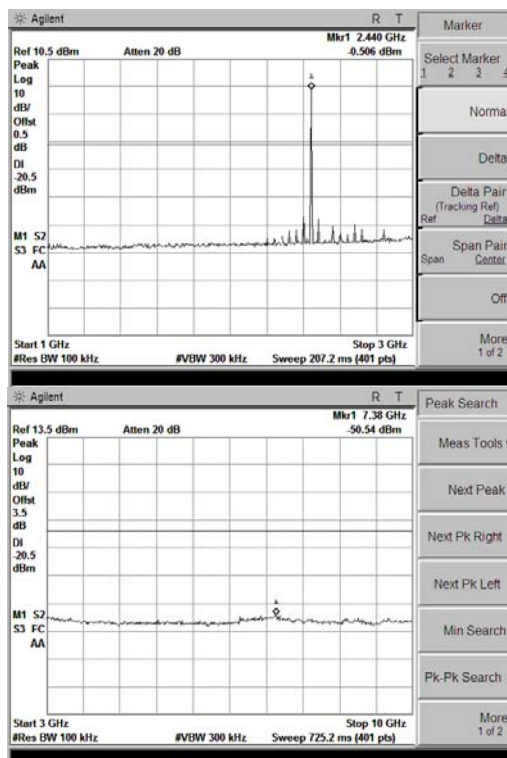 Agilent R T
Mkr1 2.440 GHz
Ref 10.5 dBm Atten 20 dB -0.506 dBm
Peak
Log
10
dB/
Offst
0.5
dB
DI
-20.5
dBm
M1 S2
S3 FC
AA
Start 1 GHz Stop 3 GHz
#Res BW 100 kHz #VBW 300 kHz Sweep 207.2 ms (401 pts)
Marker
Select Marker
1 2 3 4
Norma
Delta
Delta Pair
(Tracking Ref)
Ref Delta
Span Pair
Span Center
Off
More
1 of 2
Agilent R T
Mkr1 7.38 GHz
Ref 13.5 dBm Atten 20 dB -50.54 dBm
Peak
Log
10
dB/
Offst
3.5
dB
DI
-20.5
dBm
M1 S2
S3 FC
AA
Start 3 GHz Stop 10 GHz
#Res BW 100 kHz #VBW 300 kHz Sweep 725.2 ms (401 pts)
Peak Search
Meas Tools
Next Peak
Next Pk Right
Next Pk Left
Min Search
Pk-Pk Search
More
1 of 2